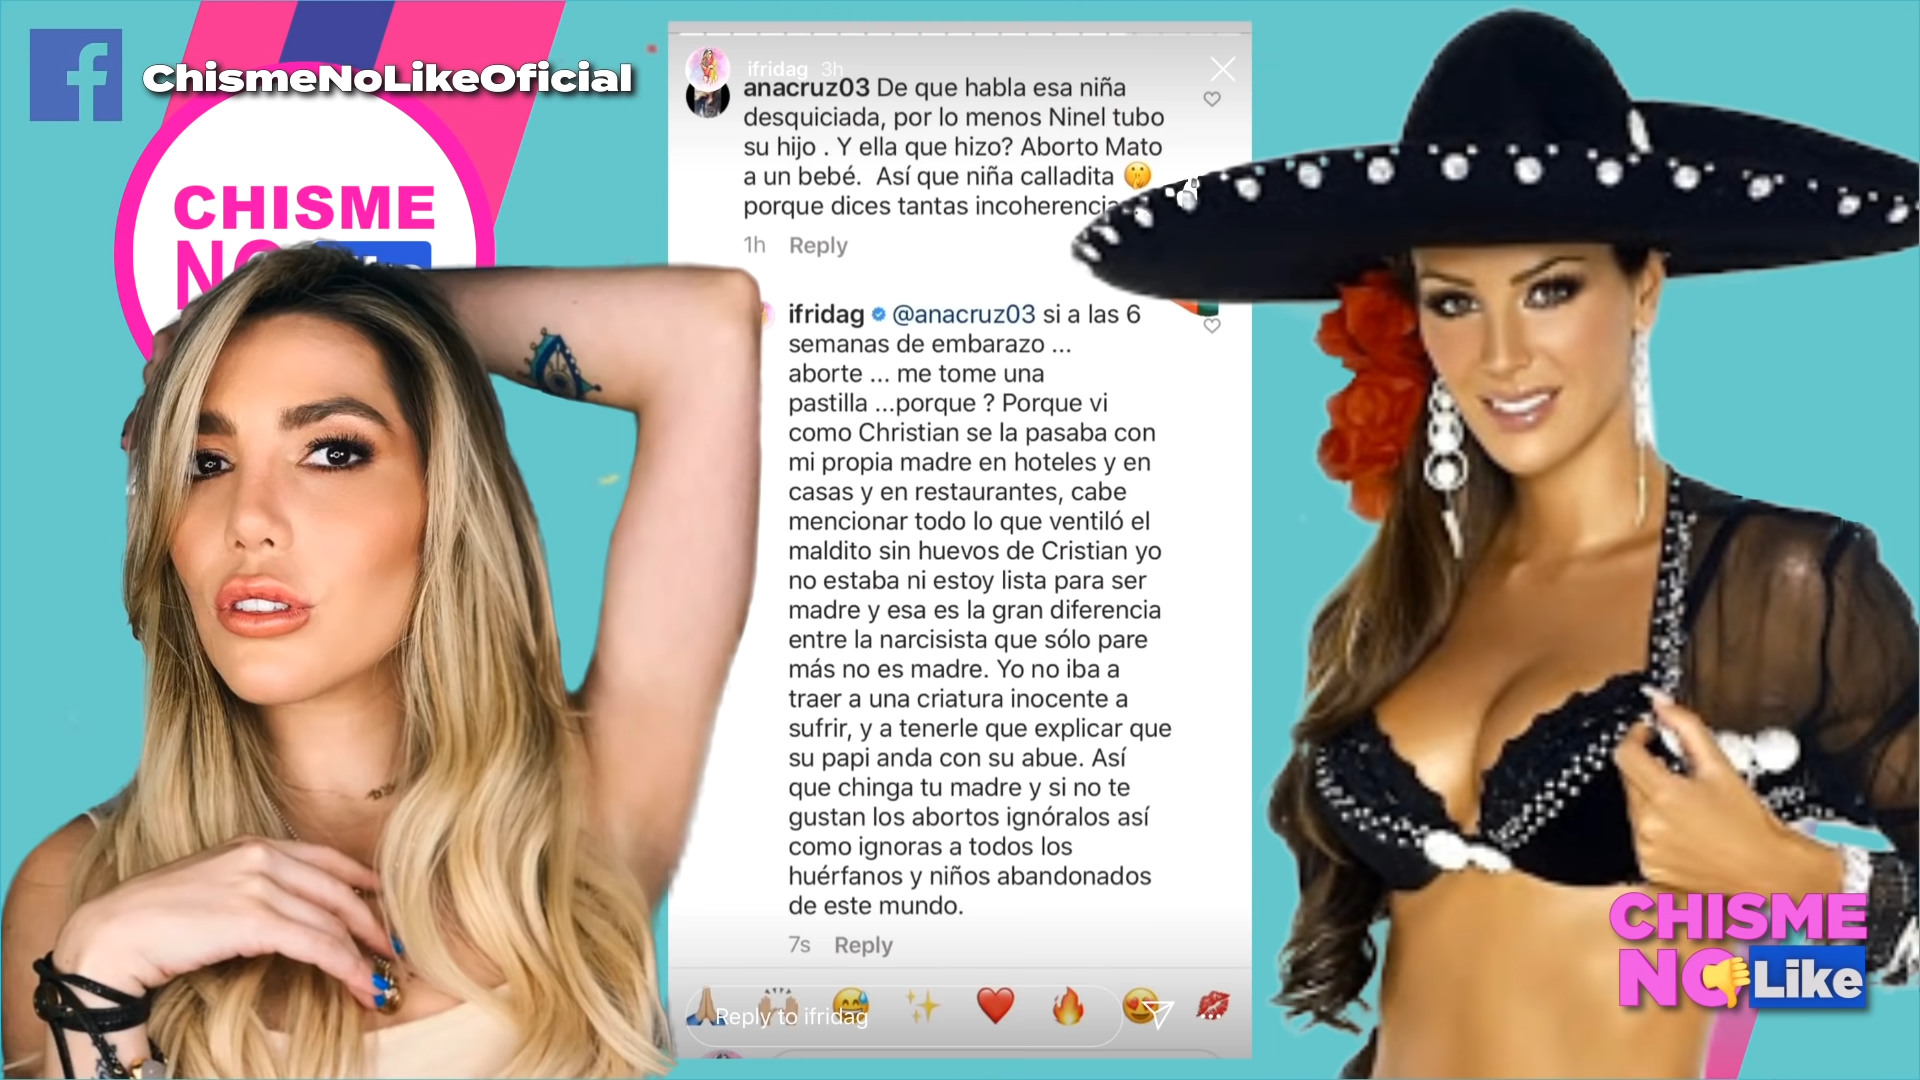 ChismeNoLikeOficial
CHISME
ifridag 3h
anacruz03 De que habla esa niña
desquiciada, por lo menos Ninel tubo
su hijo . Y ella que hizo? Aborto Mato
a un bebé.  Así que niña calladita 🤫
porque dices tantas
1h Reply
ifridag @anacruz03 si a las 6
semanas de embarazo ...
aborte ... me tome una
pastilla ...porque ? Porque vi
como Christian se la pasaba con
mi propia madre en hoteles y en
casas y en restaurantes, cabe
mencionar todo lo que ventiló el
maldito sin huevos de Cristian yo
no estaba ni estoy lista para ser
madre y esa es la gran diferencia
entre la narcisista que sólo pare
más no es madre. Yo no iba a
traer a una criatura inocente a
sufrir, y a tenerle que explicar que
su papi anda con su abue. Así
que chinga tu madre y si no te
gustan los abortos ignóralos así
como ignoras a todos los
huérfanos y niños abandonados
de este mundo.
7s Reply
Reply to ifridag
CHISME
NO Like